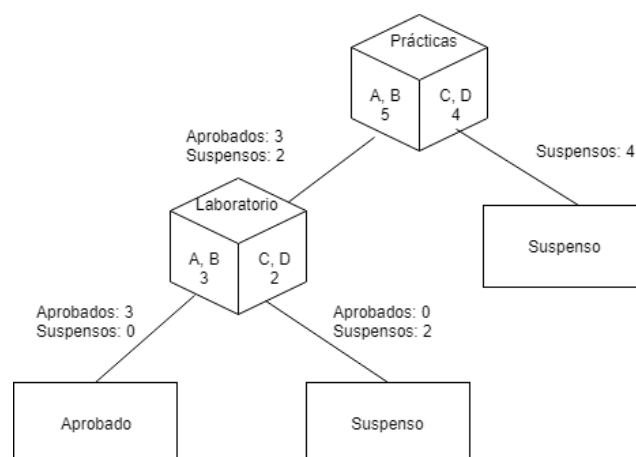 Prácticas
A, B
5
C, D
4
Aprobados: 3
Suspensos: 2
Suspensos: 4
Laboratorio
A, B
3
C, D
2
Suspenso
Aprobados: 3
Suspensos: 0
Aprobados: 0
Suspensos: 2
Aprobado
Suspenso